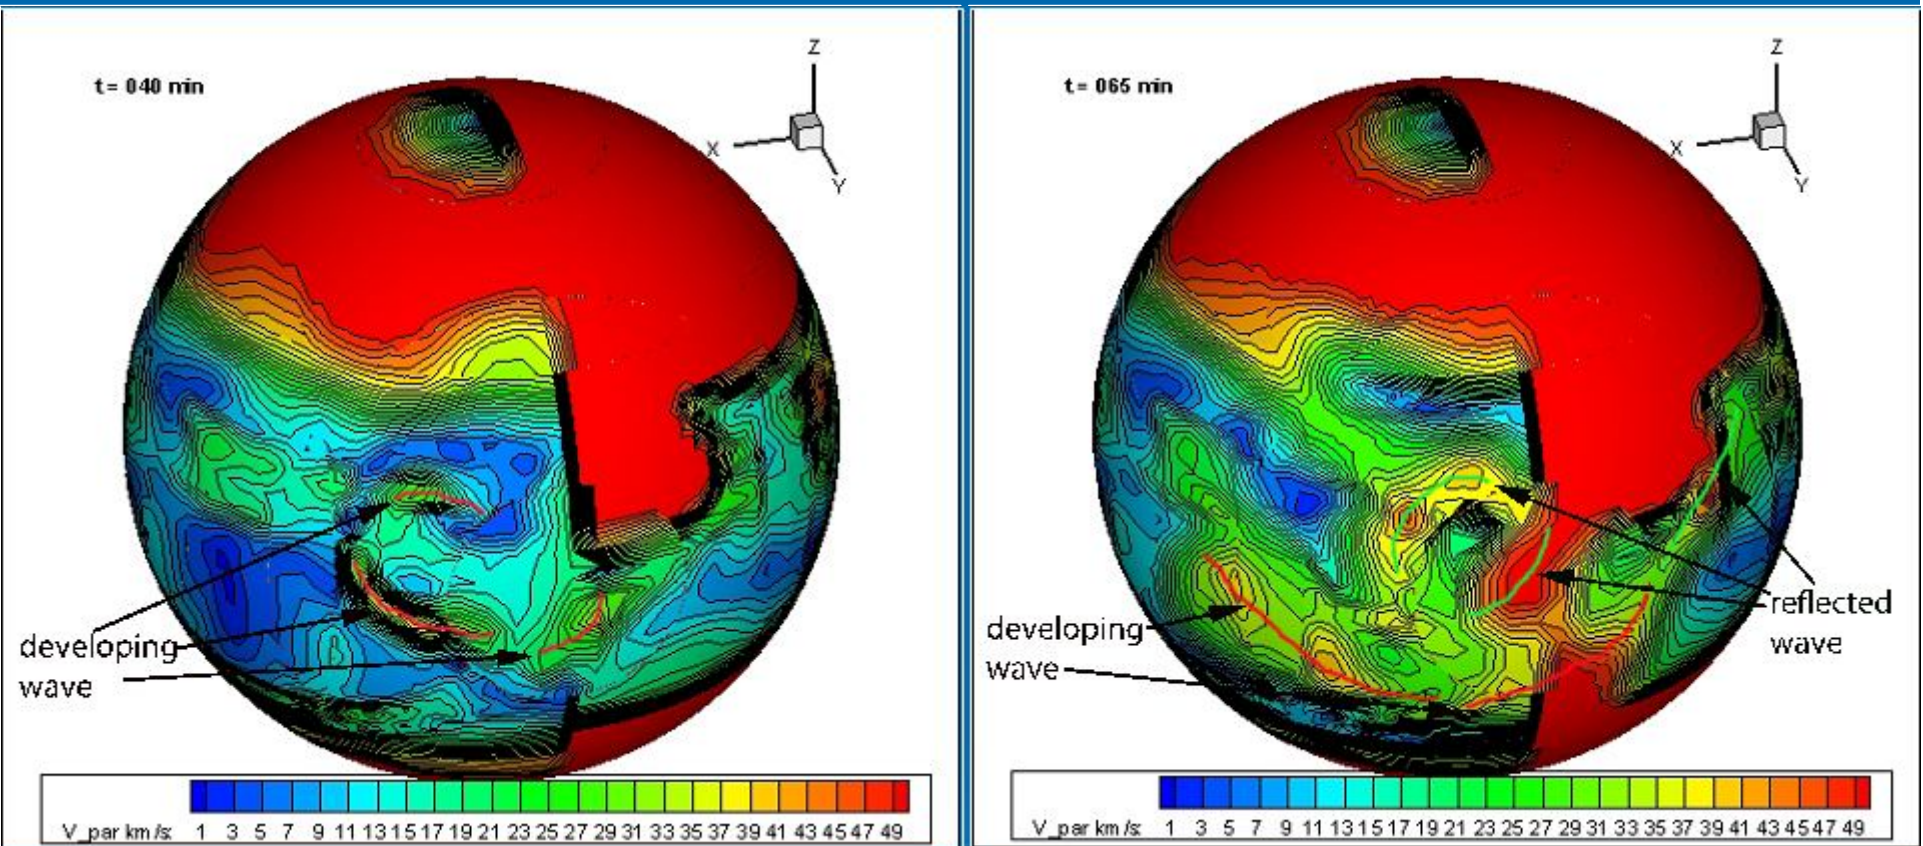 t= 040 min
Z
X
Y
developing
wave
V_par km/s: 1 3 5 7 9 11 13 15 17 19 21 23 25 27 29 31 33 35 37 39 41 43 45 47 49
t= 065 min
Z
X
Y
developing
wave
reflected
wave
V_par km/s: 1 3 5 7 9 11 13 15 17 19 21 23 25 27 29 31 33 35 37 39 41 43 45 47 49